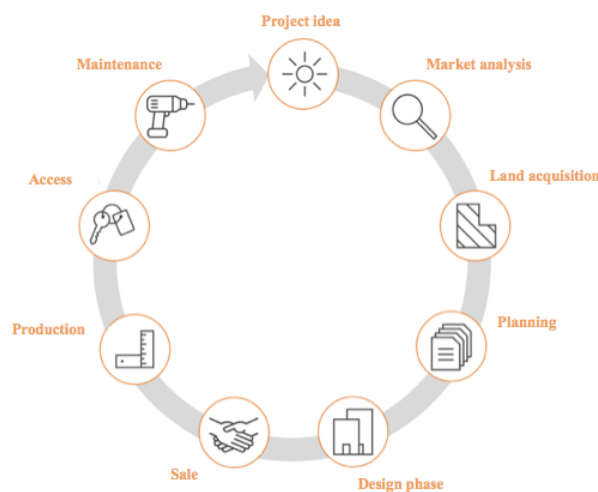 Project idea
Market analysis
Land acquisition
Planning
Design phase
Sale
Production
Access
Maintenance